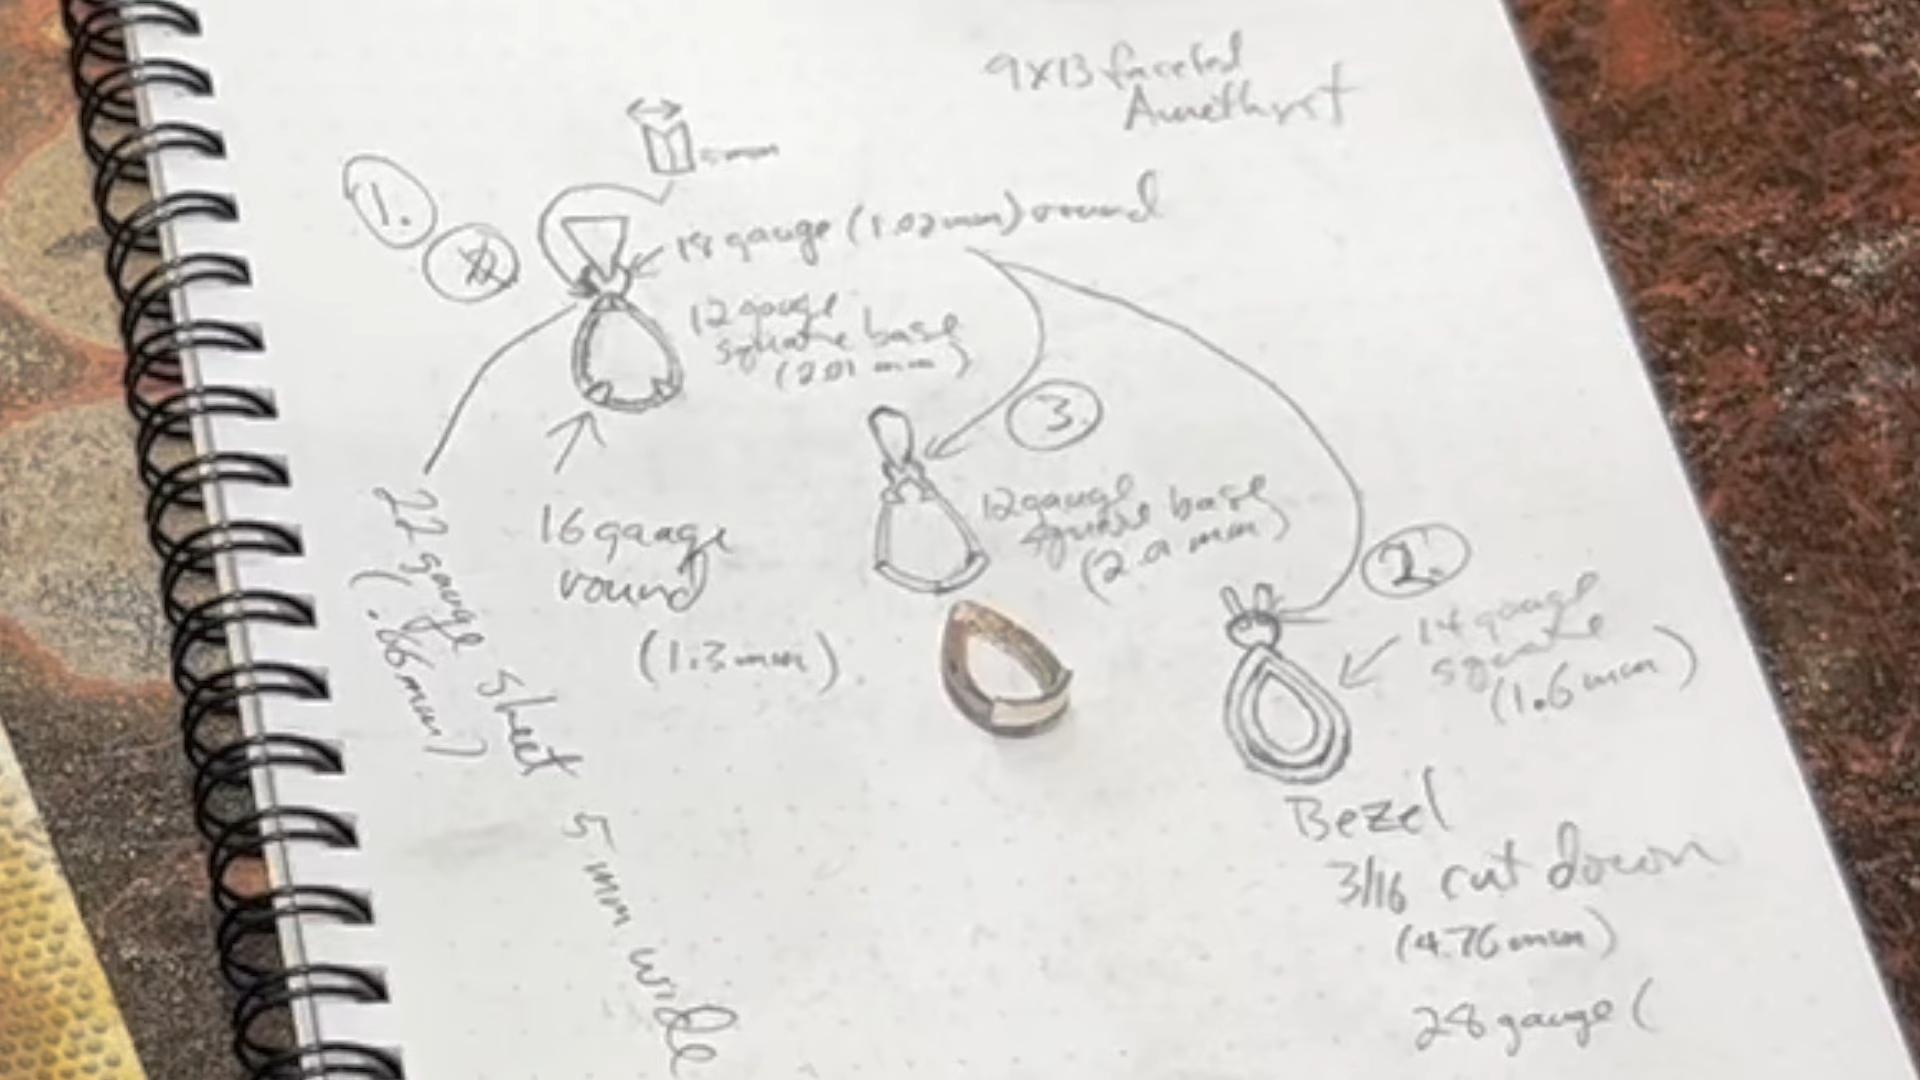 9x13 faceted
Amethyst
5mm
1.
18 gauge (1.02mm) round
12 gauge
square base
(2.01 mm)
3.
22 gauge sheet 5mm wide
(.66mm)
16 gauge
round
(1.3mm)
12 gauge
square base
(2.01 mm)
2.
14 gauge
square
(1.6mm)
Bezel
3/16 cut down
(4.76mm)
28 gauge (